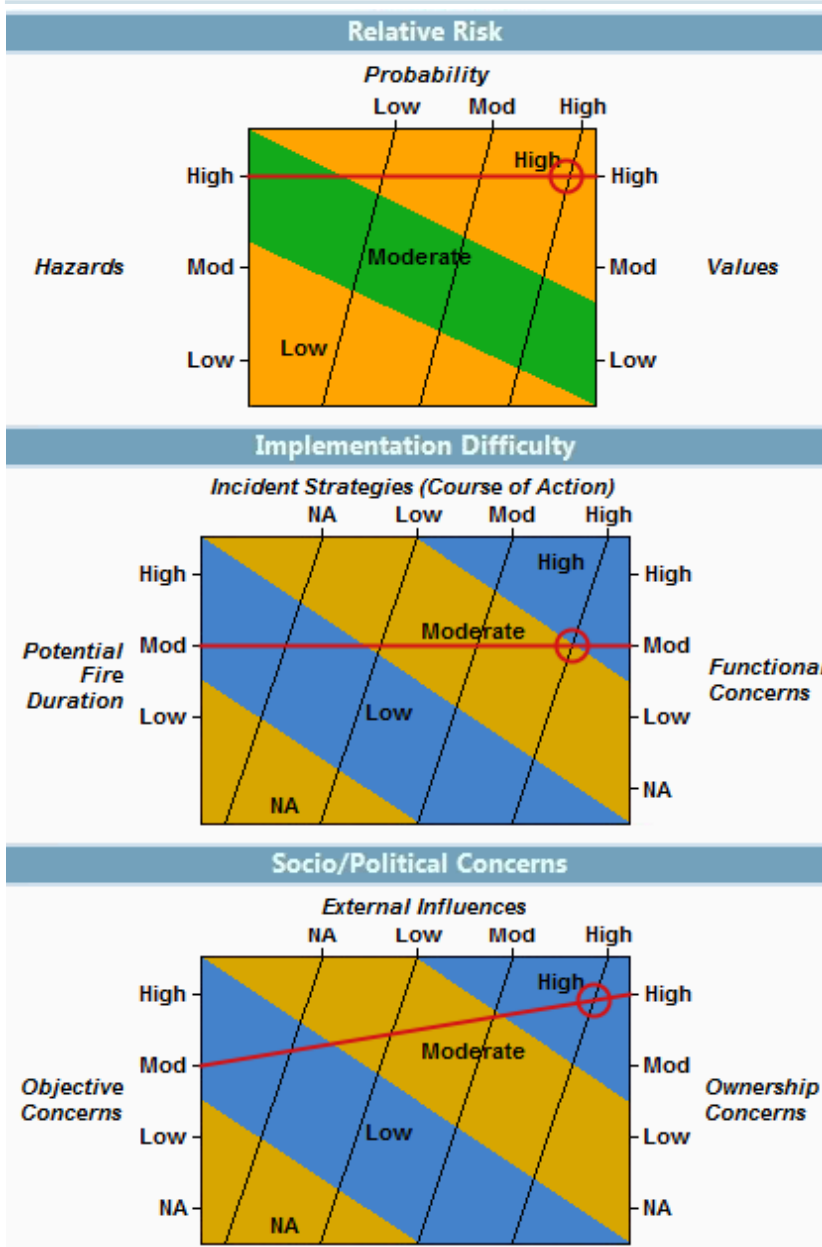 Relative Risk
Probability
Low Mod High
High High High
Hazards Mod Moderate Mod Values
Low Low Low
Implementation Difficulty
Incident Strategies (Course of Action)
NA Low Mod High
High High High
Potential Fire Duration Mod Moderate Mod Functional Concerns
Low Low Low
NA NA
Socio/Political Concerns
External Influences
NA Low Mod High
High High High
Objective Concerns Mod Moderate Mod Ownership Concerns
Low Low Low
NA NA NA